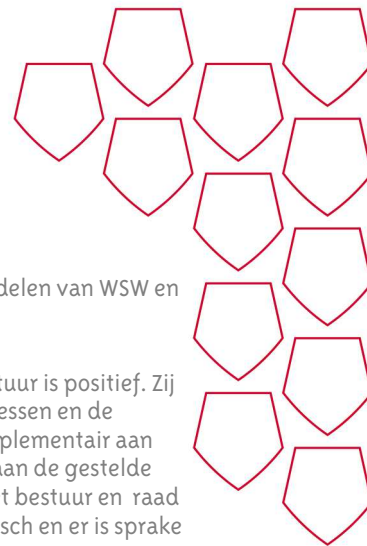 delen van WSW en
tuur is positief. Zij
essen en de
plementair aan
aan de gestelde
t bestuur en raad
sch en er is sprake